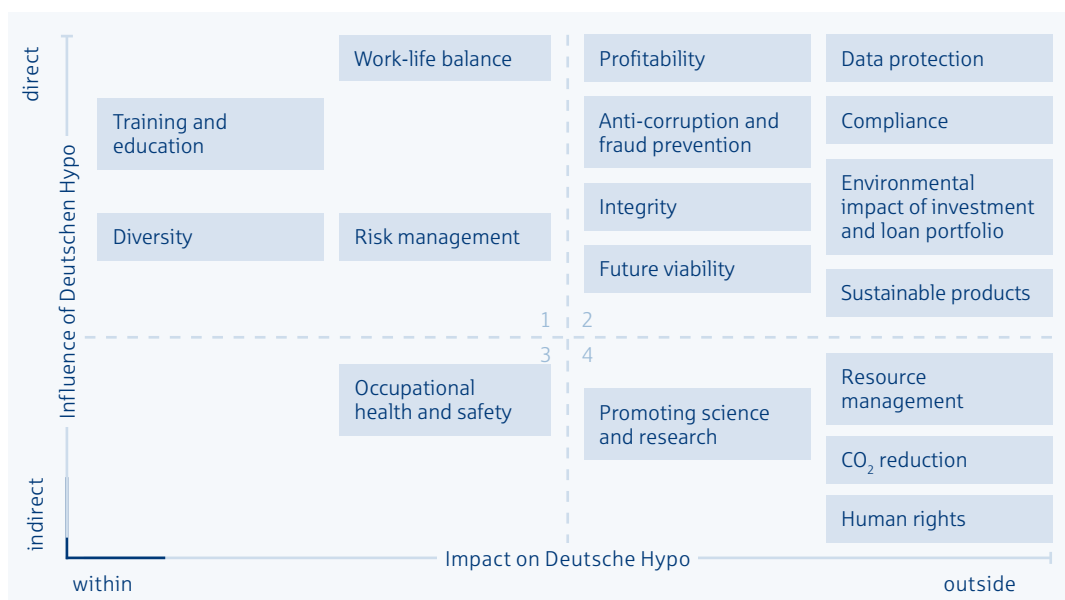 direct
Influence of Deutschen Hypo
indirect
Work-life balance
Training and
education
Diversity
Risk management
1
Profitability
Anti-corruption and
fraud prevention
Integrity
Future viability
2
Data protection
Compliance
Environmental
impact of investment
and loan portfolio
Sustainable products
3
Occupational
health and safety
4
Promoting science
and research
Resource
management
CO2 reduction
Human rights
within
Impact on Deutsche Hypo
outside